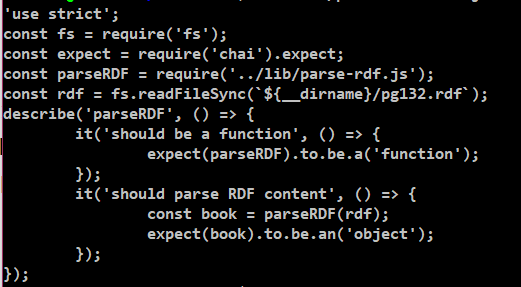 'use strict';
const fs = require('fs');
const expect = require('chai').expect;
const parseRDF = require('../lib/parse-rdf.js');
const rdf = fs.readFileSync(`${__dirname}/pg132.rdf`);
describe('parseRDF', () => {
        it('should be a function', () => {
                expect(parseRDF).to.be.a('function');
        });
        it('should parse RDF content', () => {
                const book = parseRDF(rdf);
                expect(book).to.be.an('object');
        });
});